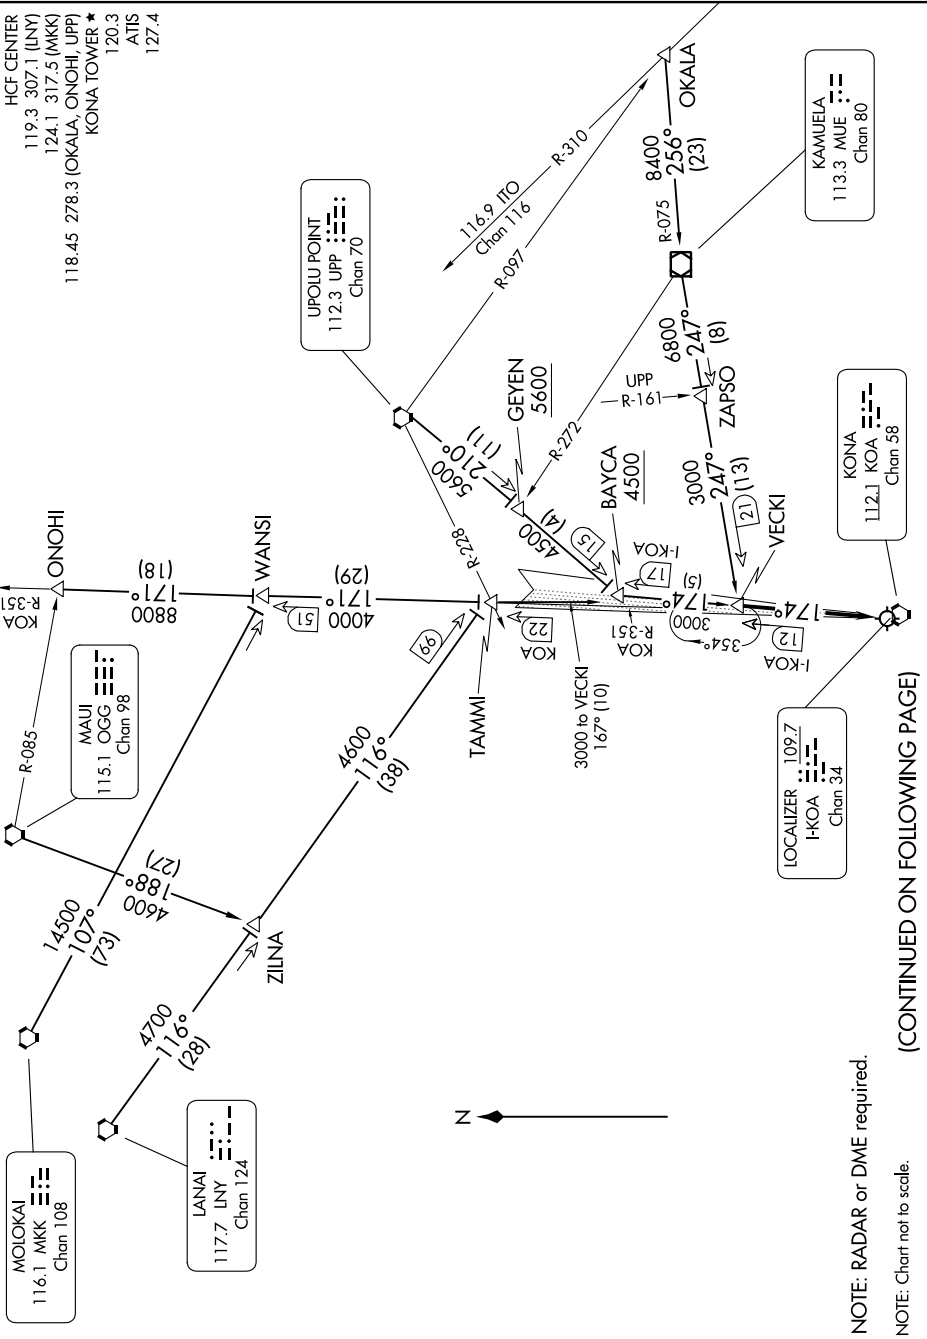 HCF CENTER
119.3 307.1 (LNY)
124.1 317.5 (MKK)
118.45 278.3 (OKALA, ONOHI, UPP)
KONA TOWER ★
120.3
ATIS
127.4
MOLOKAI
116.1 MKK
Chan 108
LANAI
117.7 LNY
Chan 124
MAUI
115.1 OGG
Chan 98
UPOLU POINT
112.3 UPP
Chan 70
KAMUELA
113.3 MUE
Chan 80
KONA
112.1 KOA
Chan 58
LOCALIZER 109.7
I-KOA
Chan 34
14500
107°
(73)
4700
116°
(28)
ZILNA
4600
188°
(27)
R-085
KOA
R-351
ONOHI
8800
171°
(18)
WANSI
51
4000
171°
(29)
4600
116°
(38)
66
TAMMI
22
KOA
R-228
5600
210°
(11)
GEYEN
5600
4500
(4)
15
BAYCA
4500
17
I-KOA
KOA
R-351
3000 to VECKI
167° (10)
174°
(5)
3000
354°
12
I-KOA
174°
VECKI
21
3000
247°
(13)
ZAPSO
UPP
R-161
6800
247°
(8)
R-272
R-075
8400
256°
(23)
OKALA
R-310
116.9 ITO
Chan 116
R-097
N
NOTE: RADAR or DME required.
NOTE: Chart not to scale.
(CONTINUED ON FOLLOWING PAGE)